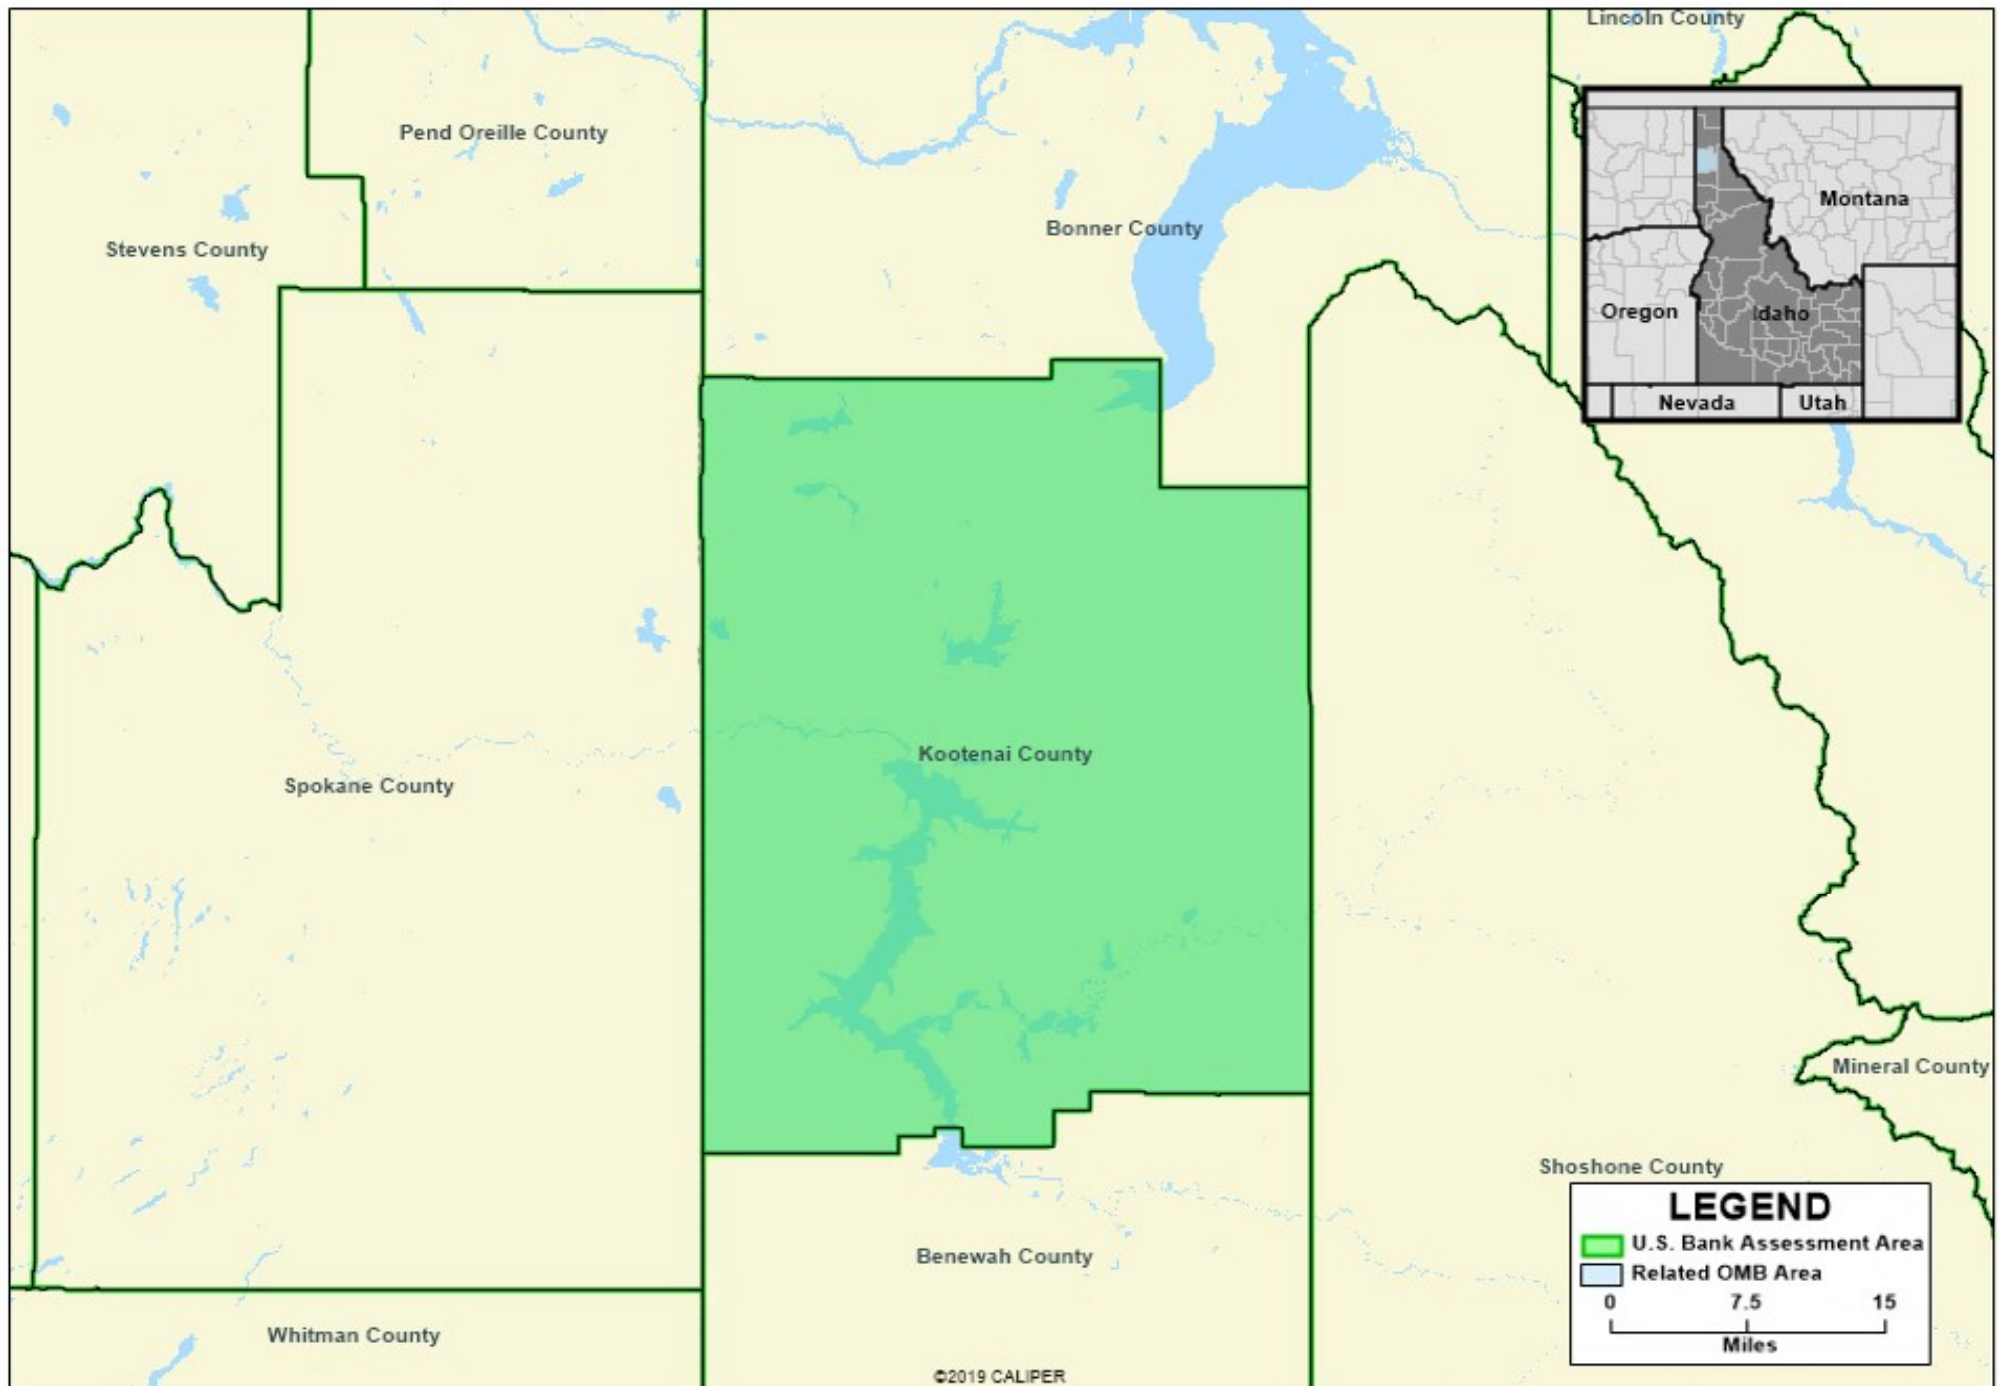 Lincoln County
Pend Oreille County
Montana
Bonner County
Stevens County
Oregon
Idaho
Nevada
Utah
Kootenai County
Spokane County
Mineral County
Shoshone County
LEGEND
U.S. Bank Assessment Area
Related OMB Area
0 7.5 15
Miles
Benewah County
Whitman County
©2019 CALIPER